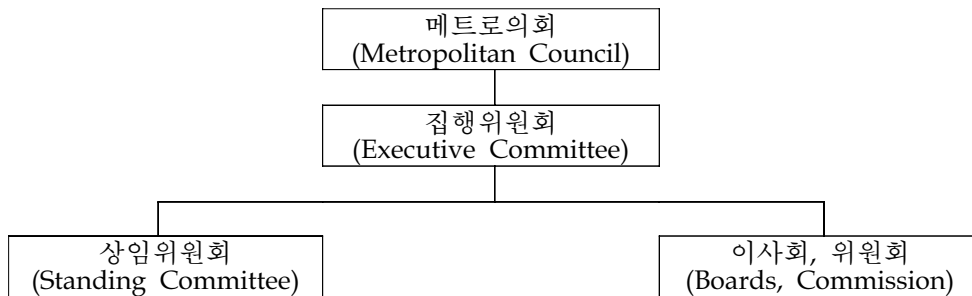 메트로의회
(Metropolitan Council)
집행위원회
(Executive Committee)
상임위원회
(Standing Committee)
이사회, 위원회
(Boards, Commission)